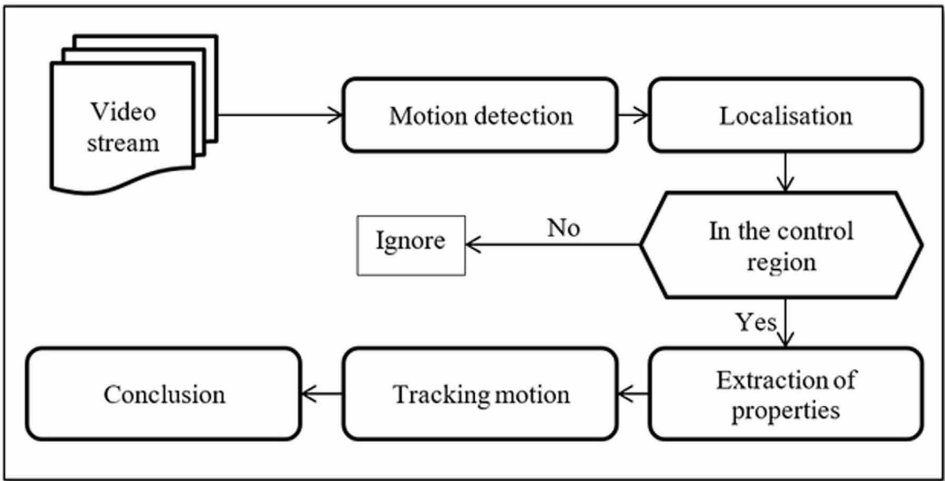 Video
stream
Motion detection
Localisation
In the control
region
No
Ignore
Yes
Extraction of
properties
Tracking motion
Conclusion